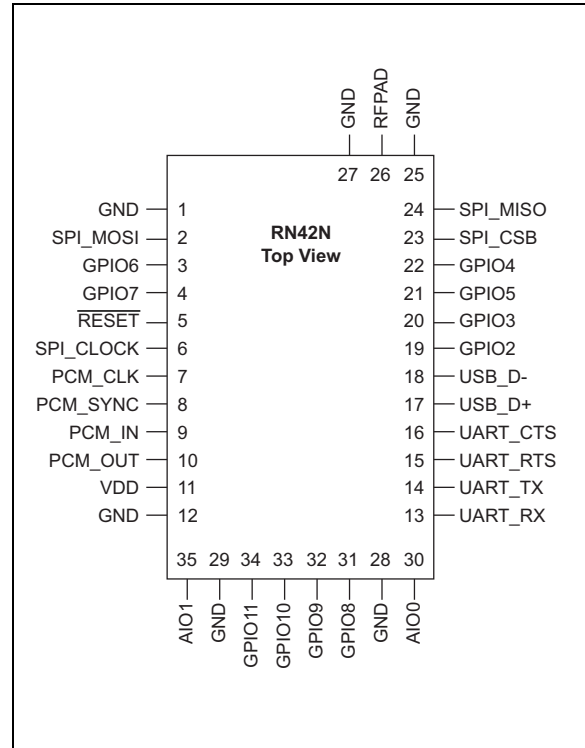 GND RFPAD GND
27 26 25
RN42N
Top View
GND 1
SPI_MOSI 2
GPIO6 3
GPIO7 4
RESET 5
SPI_CLOCK 6
PCM_CLK 7
PCM_SYNC 8
PCM_IN 9
PCM_OUT 10
VDD 11
GND 12
24 SPI_MISO
23 SPI_CSB
22 GPIO4
21 GPIO5
20 GPIO3
19 GPIO2
18 USB_D-
17 USB_D+
16 UART_CTS
15 UART_RTS
14 UART_TX
13 UART_RX
35 29 34 33 32 31 28 30
AIO1 GND GPIO11 GPIO10 GPIO9 GPIO8 GND AIO0